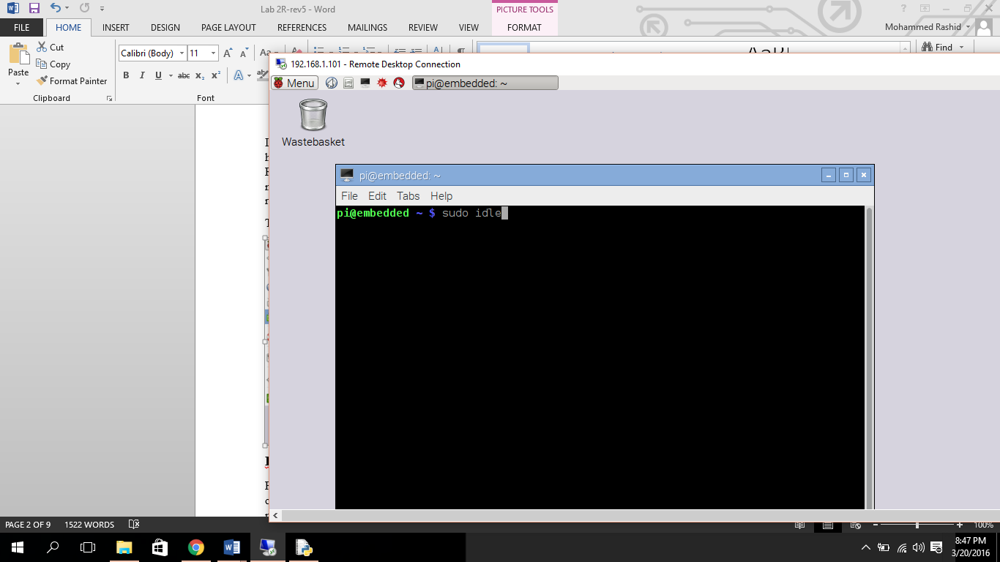 Lab 2R-rev5 - Word
PICTURE TOOLS
FILE HOME INSERT DESIGN PAGE LAYOUT REFERENCES MAILINGS REVIEW VIEW FORMAT
Mohammed Rashid
Paste
Cut
Copy
Format Painter
Clipboard
Calibri (Body) 11
B I U abc x₂ x²
Font
Find
192.168.1.101 - Remote Desktop Connection
Menu pi@embedded: ~
Wastebasket
pi@embedded: ~
File Edit Tabs Help
pi@embedded ~ $ sudo idle
PAGE 2 OF 9 1522 WORDS
100%
8:47 PM
3/20/2016